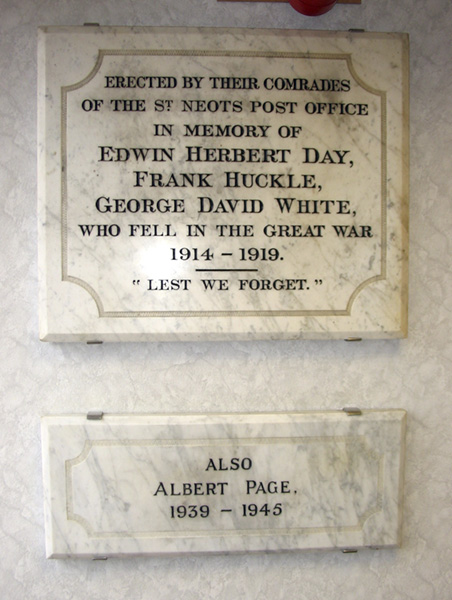 ERECTED BY THEIR COMRADES
OF THE ST NEOTS POST OFFICE
IN MEMORY OF
EDWIN HERBERT DAY,
FRANK HUCKLE,
GEORGE DAVID WHITE,
WHO FELL IN THE GREAT WAR
1914 – 1919.
"LEST WE FORGET."
ALSO
ALBERT PAGE,
1939 – 1945